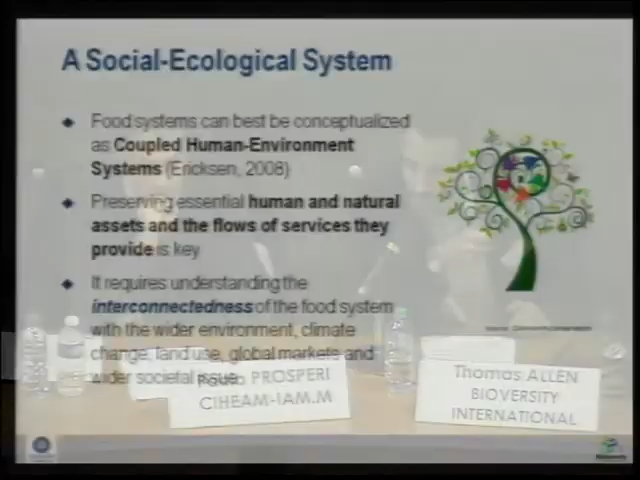 A Social-Ecological System
Food systems can best be conceptualized
as Coupled Human-Environment
Systems (Ericksen, 2008)
Preserving essential human and natural
assets and the flows of services they
provide is key
It requires understanding the
interconnectedness of the food system
with the wider environment, climate
change, land use, global markets and
wider societal issue
PROSPERI
CIHEAM-IAM.M
Thomas ALLEN
BIOVERSITY
INTERNATIONAL